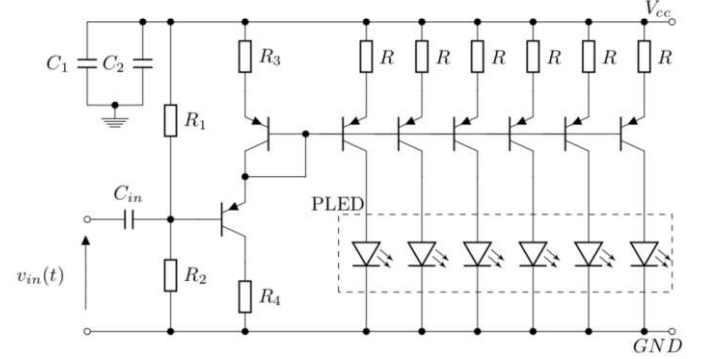 V_cc
C_1
C_2
R_3
R
R
R
R
R
R
R_1
C_in
PLED
v_in(t)
R_2
R_4
GND